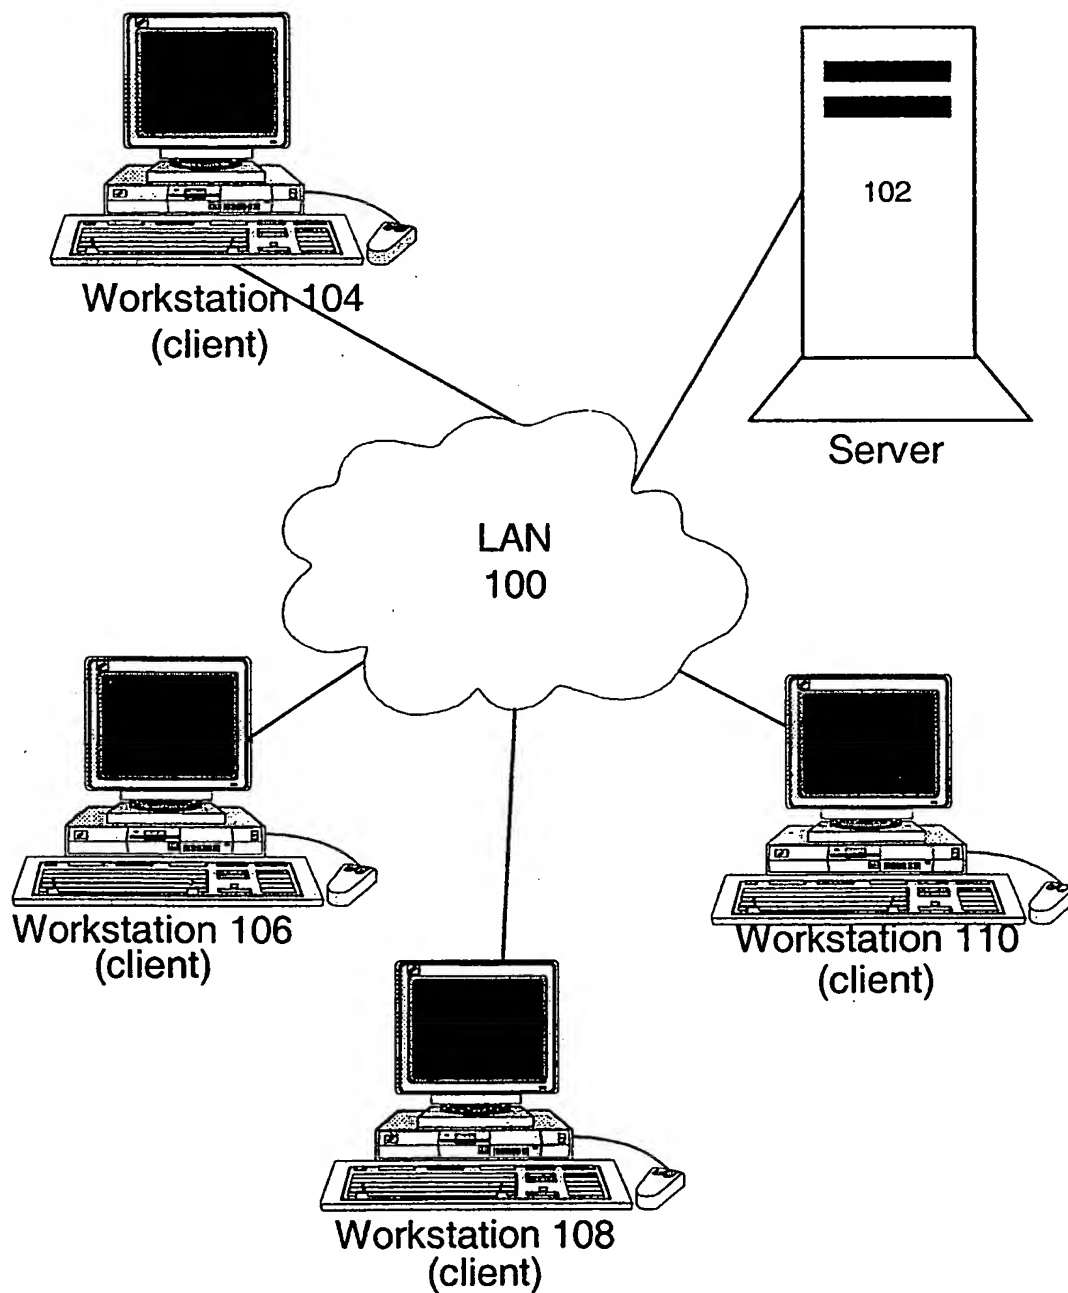 102
Workstation 104
(client)
Server
LAN
100
Workstation 106
(client)
Workstation 110
(client)
Workstation 108
(client)